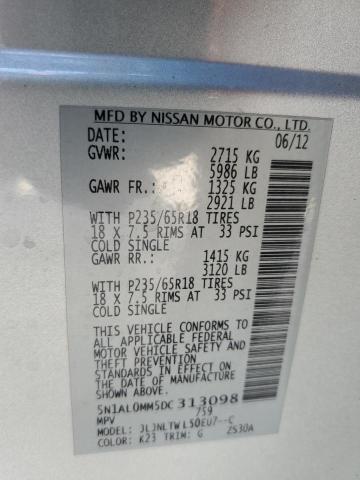 MFD BY NISSAN MOTOR CO., LTD.
DATE: 06/12
GVWR: 2715 KG
5986 LB
GAWR FR.: 1325 KG
2921 LB
WITH P235/65R18 TIRES
18 X 7.5 RIMS AT 33 PSI
COLD SINGLE
GAWR RR.: 1415 KG
3120 LB
WITH P235/65R18 TIRES
18 X 7.5 RIMS AT 33 PSI
COLD SINGLE
THIS VEHICLE CONFORMS TO
ALL APPLICABLE FEDERAL
MOTOR VEHICLE SAFETY AND
THEFT PREVENTION
STANDARDS IN EFFECT ON
THE DATE OF MANUFACTURE
SHOWN ABOVE.
5N1AL0MM5DC313098
MPV 759
MODEL: JLJNLTWL50EU7--C
COLOR: K23 TRIM: G ZS30A